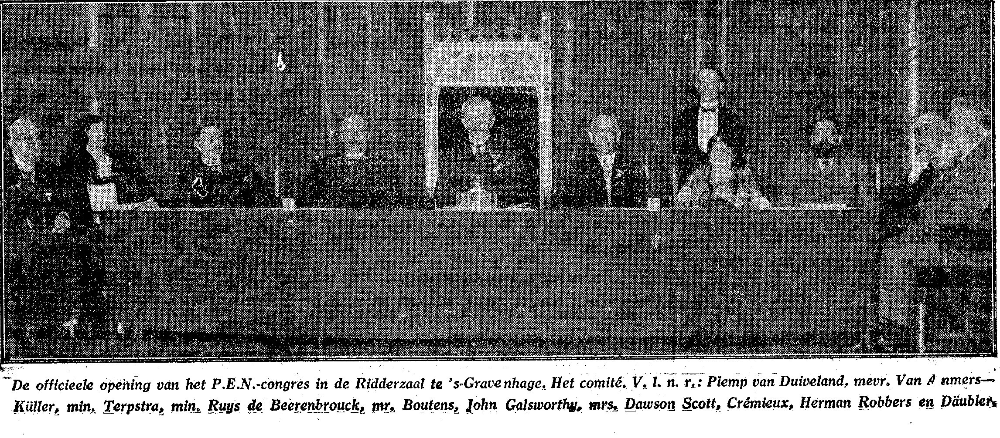 De officieele opening van het P.E.N.-congres in de Ridderzaal te 's-Gravenhage. Het comité. V. l. n. r.: Plemp van Duiveland, mevr. Van Ammers—
Küller, min. Terpstra, min. Ruys de Beerenbrouck, mr. Boutens, John Galsworthy, mrs. Dawson Scott, Crémieux, Herman Robbers en Däubler.